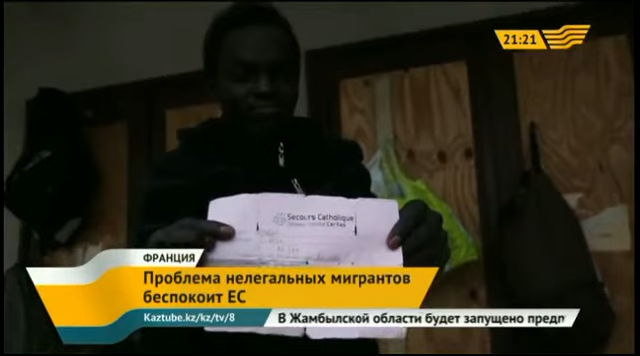 21:21
Secours Catholique
Caritas
ФРАНЦИЯ
Проблема нелегальных мигрантов
беспокоит ЕС
Kaztube.kz/kz/tv/8
В Жамбылской области будет запущено предп